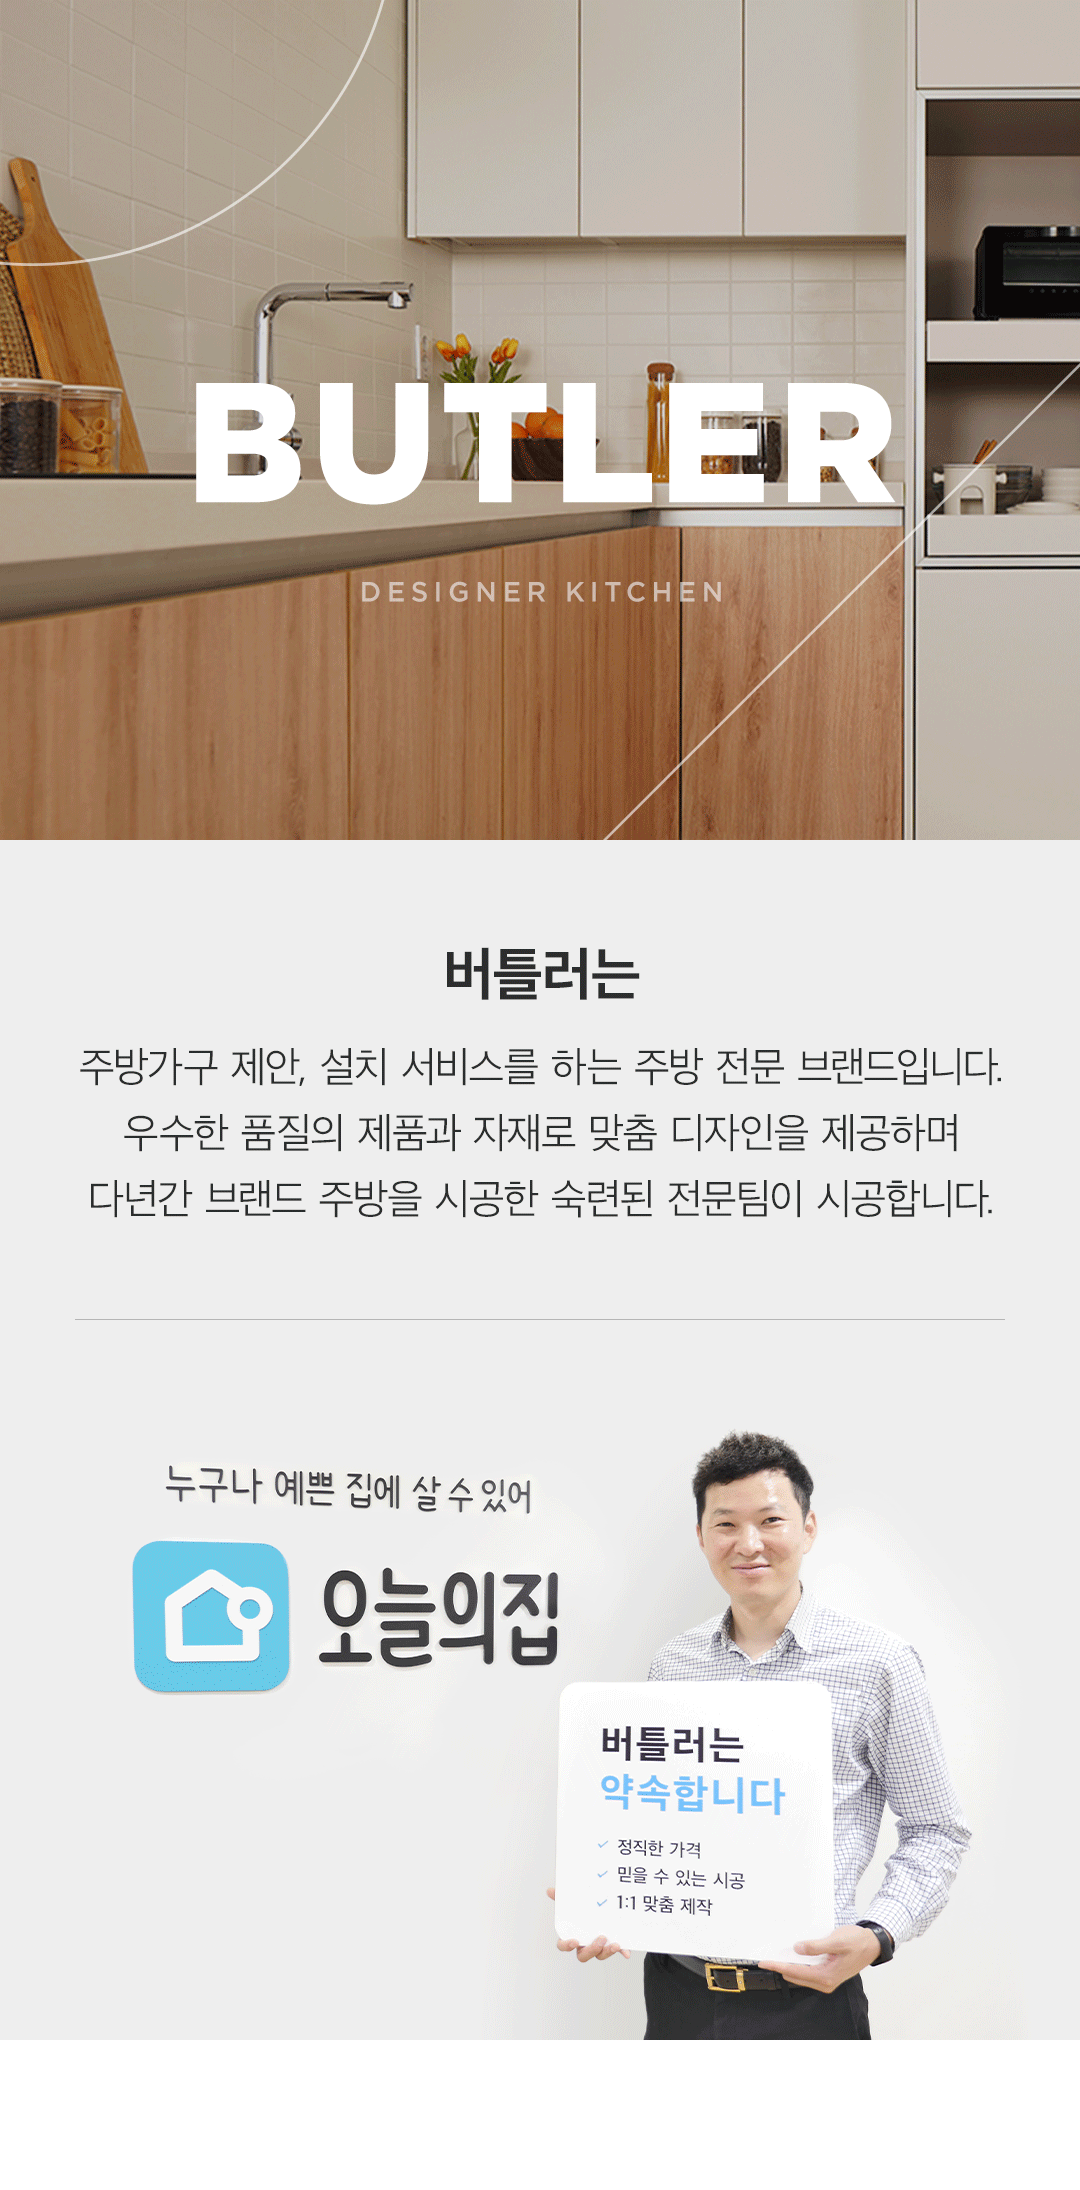 BUTLER
DESIGNER KITCHEN
버틀러는
주방가구 제안, 설치 서비스를 하는 주방 전문 브랜드입니다.
우수한 품질의 제품과 자재로 맞춤 디자인을 제공하며
다년간 브랜드 주방을 시공한 숙련된 전문팀이 시공합니다.
누구나 예쁜 집에 살 수 있어
오늘의집
버틀러는
약속합니다
정직한 가격
믿을 수 있는 시공
1:1 맞춤 제작